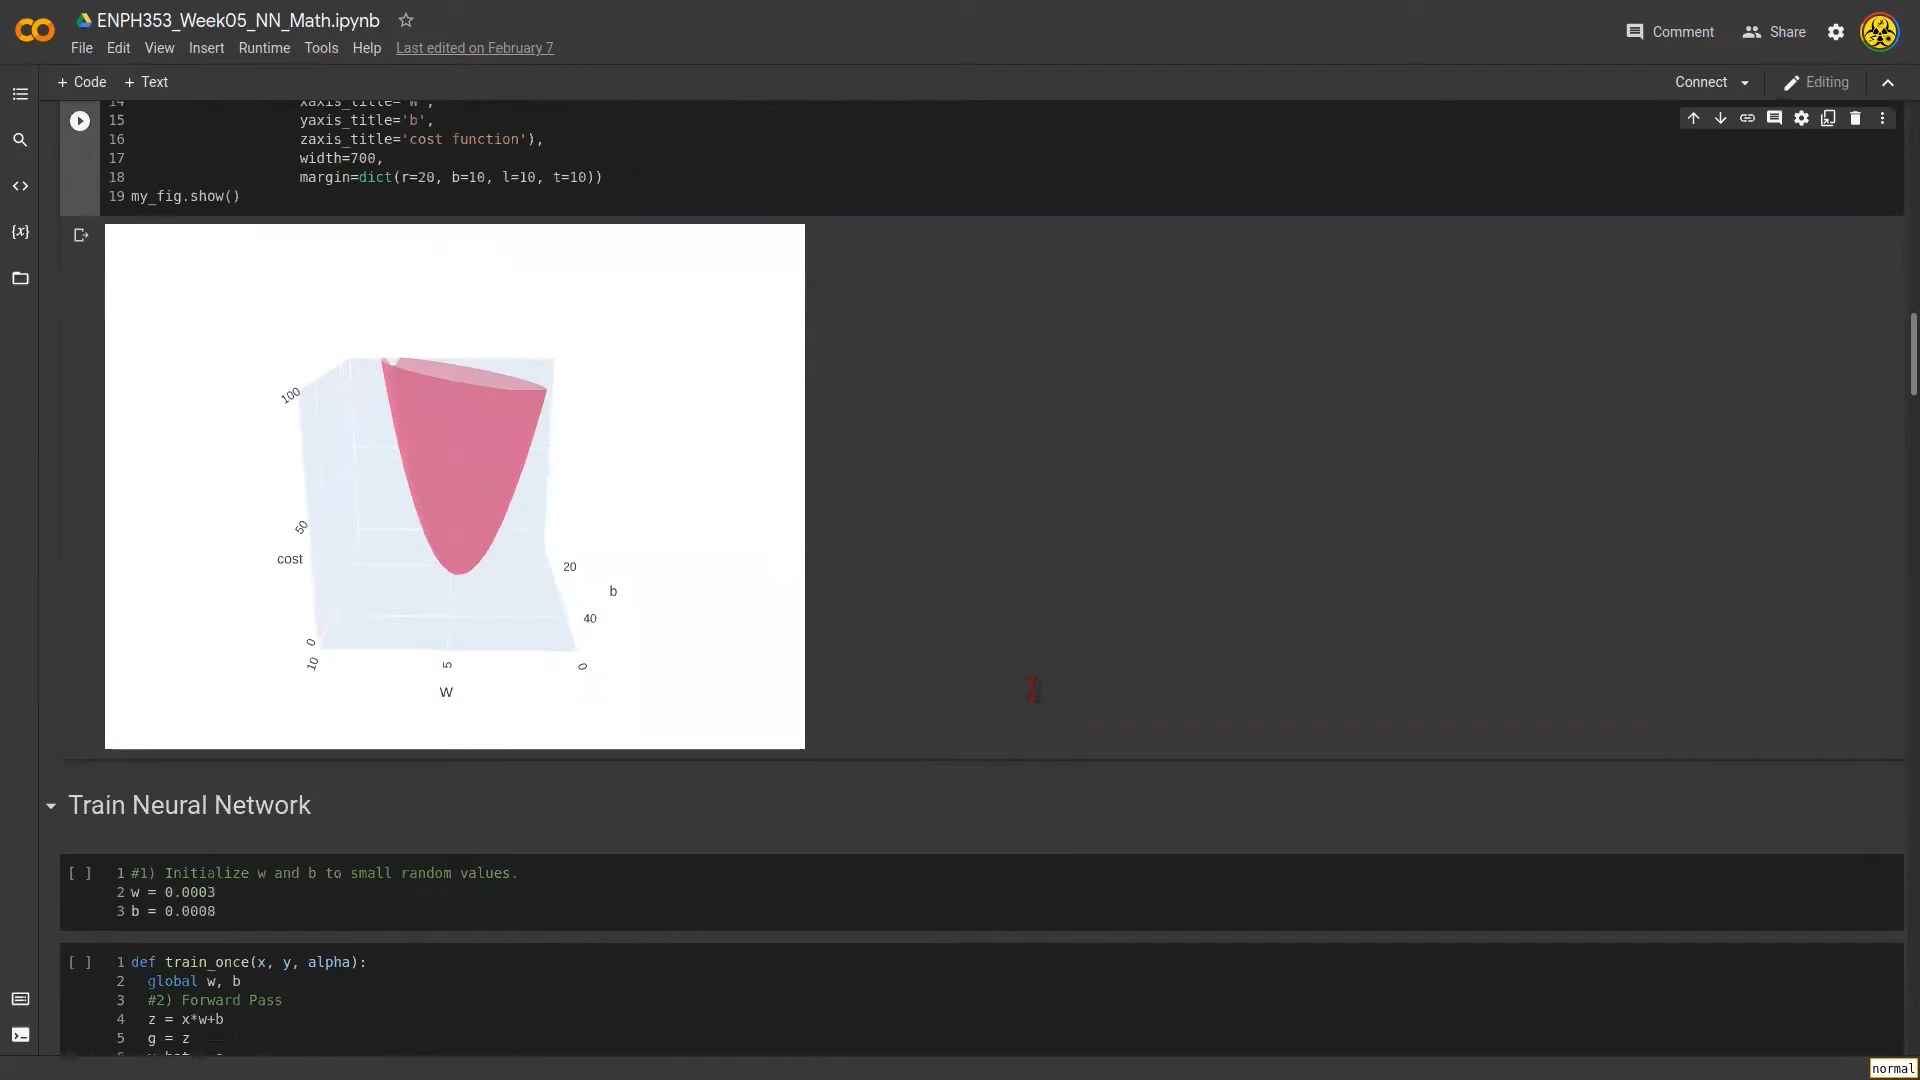 ENPH353_Week05_NN_Math.ipynb
File Edit View Insert Runtime Tools Help Last edited on February 7
Comment Share
+ Code + Text
Connect Editing
14 xaxis_title='W',
15 yaxis_title='b',
16 zaxis_title='cost function'),
17 width=700,
18 margin=dict(r=20, b=10, l=10, t=10))
19 my_fig.show()
{x}
100
50
cost
0
10
5
0
W
20
b
40
Train Neural Network
[ ] 1 #1) Initialize w and b to small random values.
2 w = 0.0003
3 b = 0.0008
[ ] 1 def train_once(x, y, alpha):
2 global w, b
3 #2) Forward Pass
4 z = x*w+b
5 g = z
normal